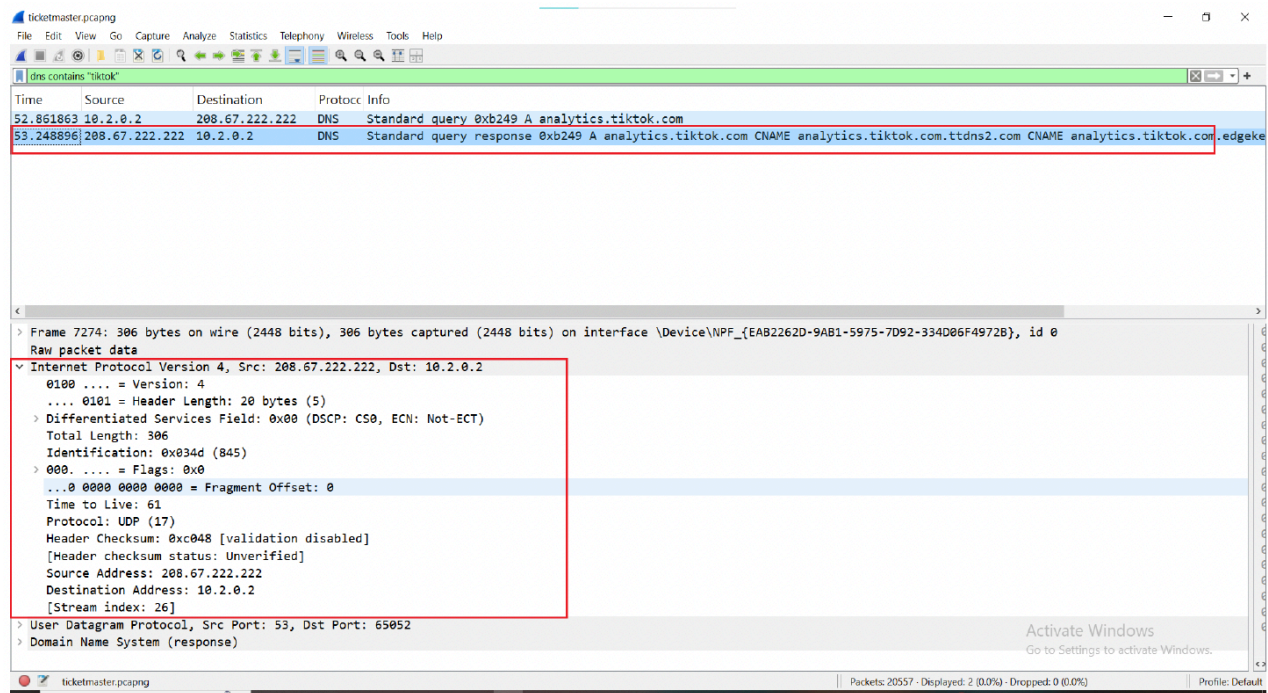 ticketmaster.pcapng
File Edit View Go Capture Analyze Statistics Telephony Wireless Tools Help
dns contains "tiktok"
Time Source Destination Protocc Info
52.861863 10.2.0.2 208.67.222.222 DNS Standard query 0xb249 A analytics.tiktok.com
53.248896 208.67.222.222 10.2.0.2 DNS Standard query response 0xb249 A analytics.tiktok.com CNAME analytics.tiktok.com.ttdns2.com CNAME analytics.tiktok.com.edgeke
Frame 7274: 306 bytes on wire (2448 bits), 306 bytes captured (2448 bits) on interface \Device\NPF_{EAB2262D-9AB1-5975-7D92-334D06F4972B}, id 0
Raw packet data
Internet Protocol Version 4, Src: 208.67.222.222, Dst: 10.2.0.2
0100 .... = Version: 4
.... 0101 = Header Length: 20 bytes (5)
Differentiated Services Field: 0x00 (DSCP: CS0, ECN: Not-ECT)
Total Length: 306
Identification: 0x034d (845)
000. .... = Flags: 0x0
...0 0000 0000 0000 = Fragment Offset: 0
Time to Live: 61
Protocol: UDP (17)
Header Checksum: 0xc048 [validation disabled]
[Header checksum status: Unverified]
Source Address: 208.67.222.222
Destination Address: 10.2.0.2
[Stream index: 26]
User Datagram Protocol, Src Port: 53, Dst Port: 65052
Domain Name System (response)
Activate Windows
Go to Settings to activate Windows.
ticketmaster.pcapng Packets: 20557 · Displayed: 2 (0.0%) · Dropped: 0 (0.0%) Profile: Default